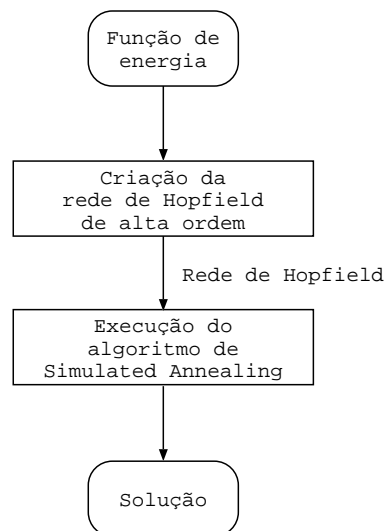 Função de
energia
Criação da
rede de Hopfield
de alta ordem
Rede de Hopfield
Execução do
algoritmo de
Simulated Annealing
Solução